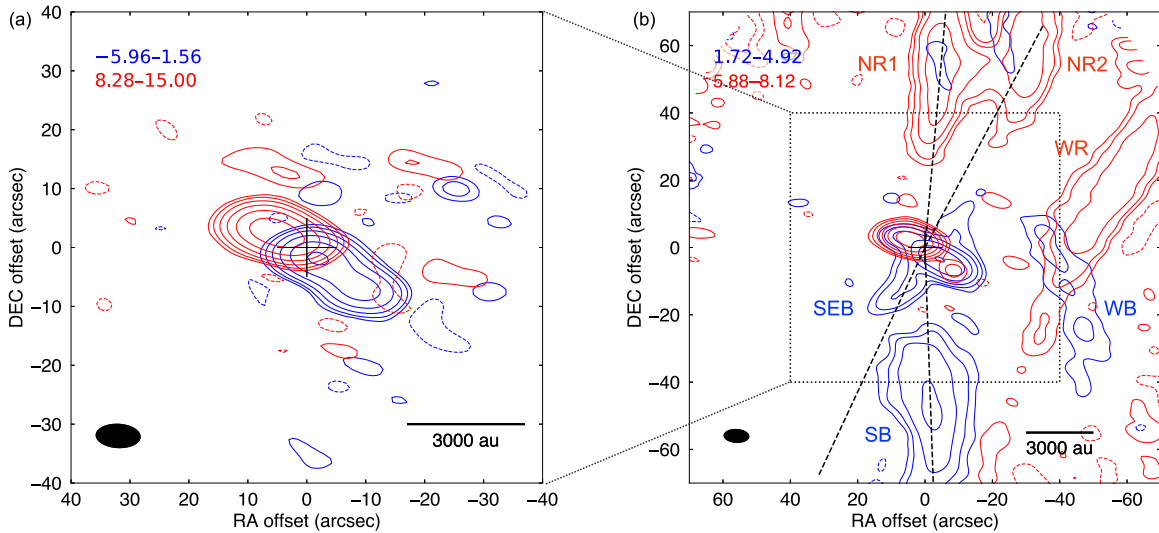 (a)
−5.96–1.56
8.28–15.00
40
30
20
10
0
−10
−20
−30
−40
DEC offset (arcsec)
3000 au
40 30 20 10 0 −10 −20 −30 −40
RA offset (arcsec)
(b)
1.72–4.92
5.88–8.12
NR1
NR2
WR
SEB
WB
SB
60
40
20
0
−20
−40
−60
DEC offset (arcsec)
3000 au
60 40 20 0 −20 −40 −60
RA offset (arcsec)